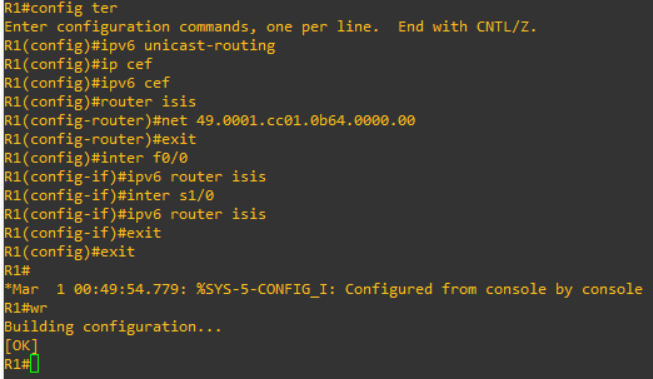 R1#config ter
Enter configuration commands, one per line.  End with CNTL/Z.
R1(config)#ipv6 unicast-routing
R1(config)#ip cef
R1(config)#ipv6 cef
R1(config)#router isis
R1(config-router)#net 49.0001.cc01.0b64.0000.00
R1(config-router)#exit
R1(config)#inter f0/0
R1(config-if)#ipv6 router isis
R1(config-if)#inter s1/0
R1(config-if)#ipv6 router isis
R1(config-if)#exit
R1(config)#exit
R1#
*Mar  1 00:49:54.779: %SYS-5-CONFIG_I: Configured from console by console
R1#wr
Building configuration...
[OK]
R1#